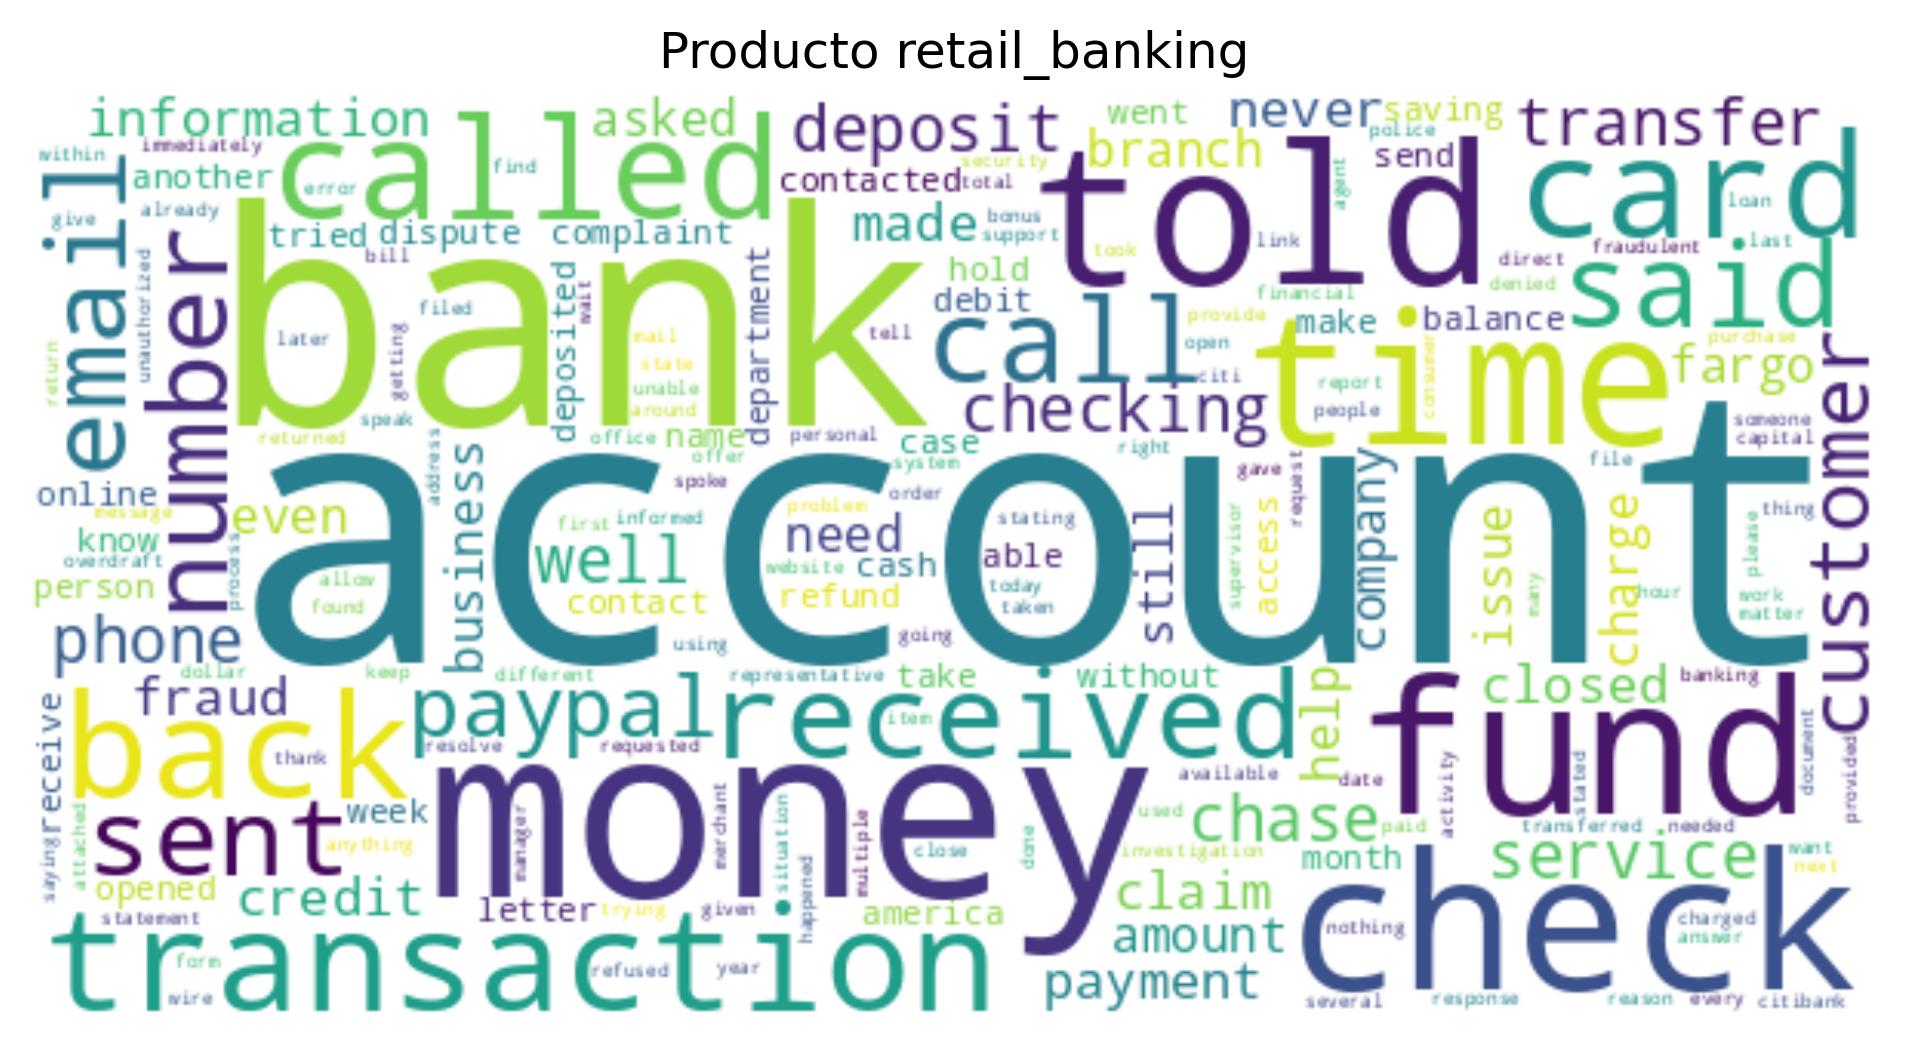 Producto retail_banking
information
called
asked
deposit
went
never
saving
transfer
within
immediately
find
security
branch
police
send
card
email
another
error
contacted
total
told
agent
loan
give
already
made
bonus
support
tried
dispute
complaint
link
fraudulent
last
took
direct
said
number
bank
bill
hold
denied
unauthorized
deposited
wait
department
debit
call
financial
filed
provide
make
balance
time
purchase
later
getting
mail
tell
open
fargo
return
state
unable
around
citi
report
consumer
people
customer
checking
speak
returned
office
name
personal
case
right
someone
capital
offer
system
address
business
account
spoke
gave
request
file
online
message
order
problem
stating
company
issue
charge
thing
even
first
informed
need
still
supervisor
access
please
know
overdraft
well
website
cash
able
person
process
allow
found
contact
refund
today
taken
many
hour
work
matter
phone
using
going
dollar
keep
different
representative
take
without
help
closed
banking
fraud
paypal
received
fund
receive
back
item
thank
resolve
requested
available
date
activity
stated
document
provided
sent
week
money
used
chase
paid
transferred
needed
saying
attached
anything
manager
merchant
situation
multiple
close
done
investigation
month
service
want
next
opened
credit
letter
trying
given
happened
america
claim
check
statement
transaction
amount
nothing
charged
answer
form
refused
year
payment
wire
several
response
reason
every
citibank